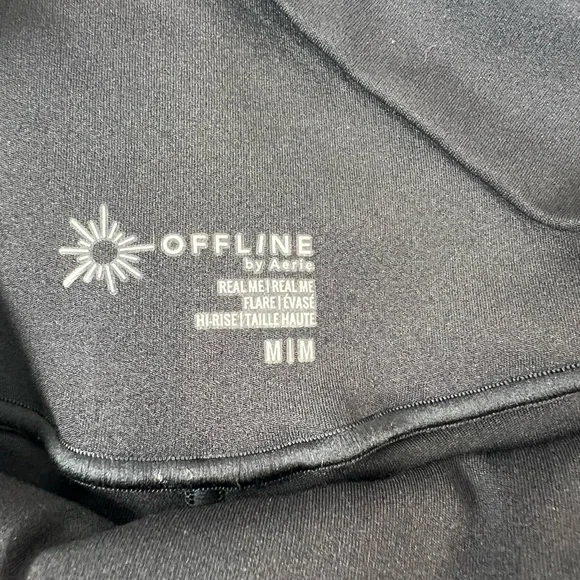 OFFLINE
by Aerie
REAL ME | REAL ME
FLARE | ÉVASÉ
HI-RISE | TAILLE HAUTE
M | M